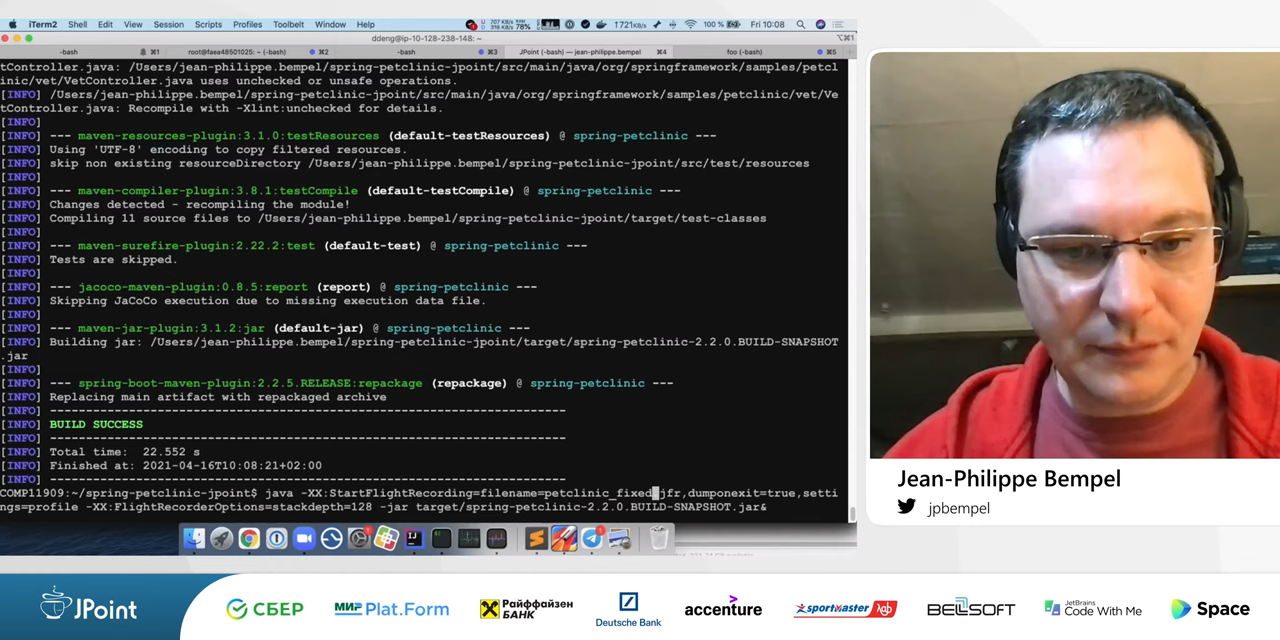 iTerm2 Shell Edit View Session Scripts Profiles Toolbelt Window Help
721KB/s 100 % Fri 10:08
ddeng@ip-10-128-238-148: ~
-bash ⌘1 root@faea48501025: ~ (-bash) ⌘2 -bash ⌘3 JPoint (-bash) — jean-philippe.bempel ⌘4 foo (-bash) ⌘5
tController.java: /Users/jean-philippe.bempel/spring-petclinic-jpoint/src/main/java/org/springframework/samples/petcl
inic/vet/VetController.java uses unchecked or unsafe operations.
[INFO] /Users/jean-philippe.bempel/spring-petclinic-jpoint/src/main/java/org/springframework/samples/petclinic/vet/Ve
tController.java: Recompile with -Xlint:unchecked for details.
[INFO]
[INFO] --- maven-resources-plugin:3.1.0:testResources (default-testResources) @ spring-petclinic ---
[INFO] Using 'UTF-8' encoding to copy filtered resources.
[INFO] skip non existing resourceDirectory /Users/jean-philippe.bempel/spring-petclinic-jpoint/src/test/resources
[INFO]
[INFO] --- maven-compiler-plugin:3.8.1:testCompile (default-testCompile) @ spring-petclinic ---
[INFO] Changes detected - recompiling the module!
[INFO] Compiling 11 source files to /Users/jean-philippe.bempel/spring-petclinic-jpoint/target/test-classes
[INFO]
[INFO] --- maven-surefire-plugin:2.22.2:test (default-test) @ spring-petclinic ---
[INFO] Tests are skipped.
[INFO]
[INFO] --- jacoco-maven-plugin:0.8.5:report (report) @ spring-petclinic ---
[INFO] Skipping JaCoCo execution due to missing execution data file.
[INFO]
[INFO] --- maven-jar-plugin:3.1.2:jar (default-jar) @ spring-petclinic ---
[INFO] Building jar: /Users/jean-philippe.bempel/spring-petclinic-jpoint/target/spring-petclinic-2.2.0.BUILD-SNAPSHOT
.jar
[INFO]
[INFO] --- spring-boot-maven-plugin:2.2.5.RELEASE:repackage (repackage) @ spring-petclinic ---
[INFO] Replacing main artifact with repackaged archive
[INFO] ------------------------------------------------------------------------
[INFO] BUILD SUCCESS
[INFO] ------------------------------------------------------------------------
[INFO] Total time:  22.552 s
[INFO] Finished at: 2021-04-16T10:08:21+02:00
[INFO] ------------------------------------------------------------------------
COMP11909:~/spring-petclinic-jpoint$ java -XX:StartFlightRecording=filename=petclinic_fixed jfr,dumponexit=true,setti
ngs=profile -XX:FlightRecorderOptions=stackdepth=128 -jar target/spring-petclinic-2.2.0.BUILD-SNAPSHOT.jar&
Jean-Philippe Bempel
jpbempel
JPoint
СБЕР
МИР Plat.Form
Райффайзен
БАНК
Deutsche Bank
accenture
sportmaster lab
BELLSOFT
JetBrains
Code With Me
Space